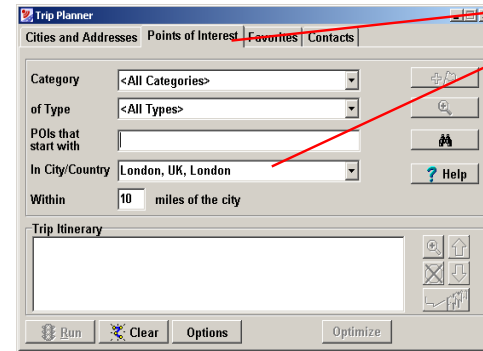 Trip Planner
Cities and Addresses Points of Interest Favorites Contacts
Category <All Categories>
of Type <All Types>
POIs that
start with
In City/Country London, UK, London
? Help
Within 10 miles of the city
Trip Itinerary
Run Clear Options Optimize